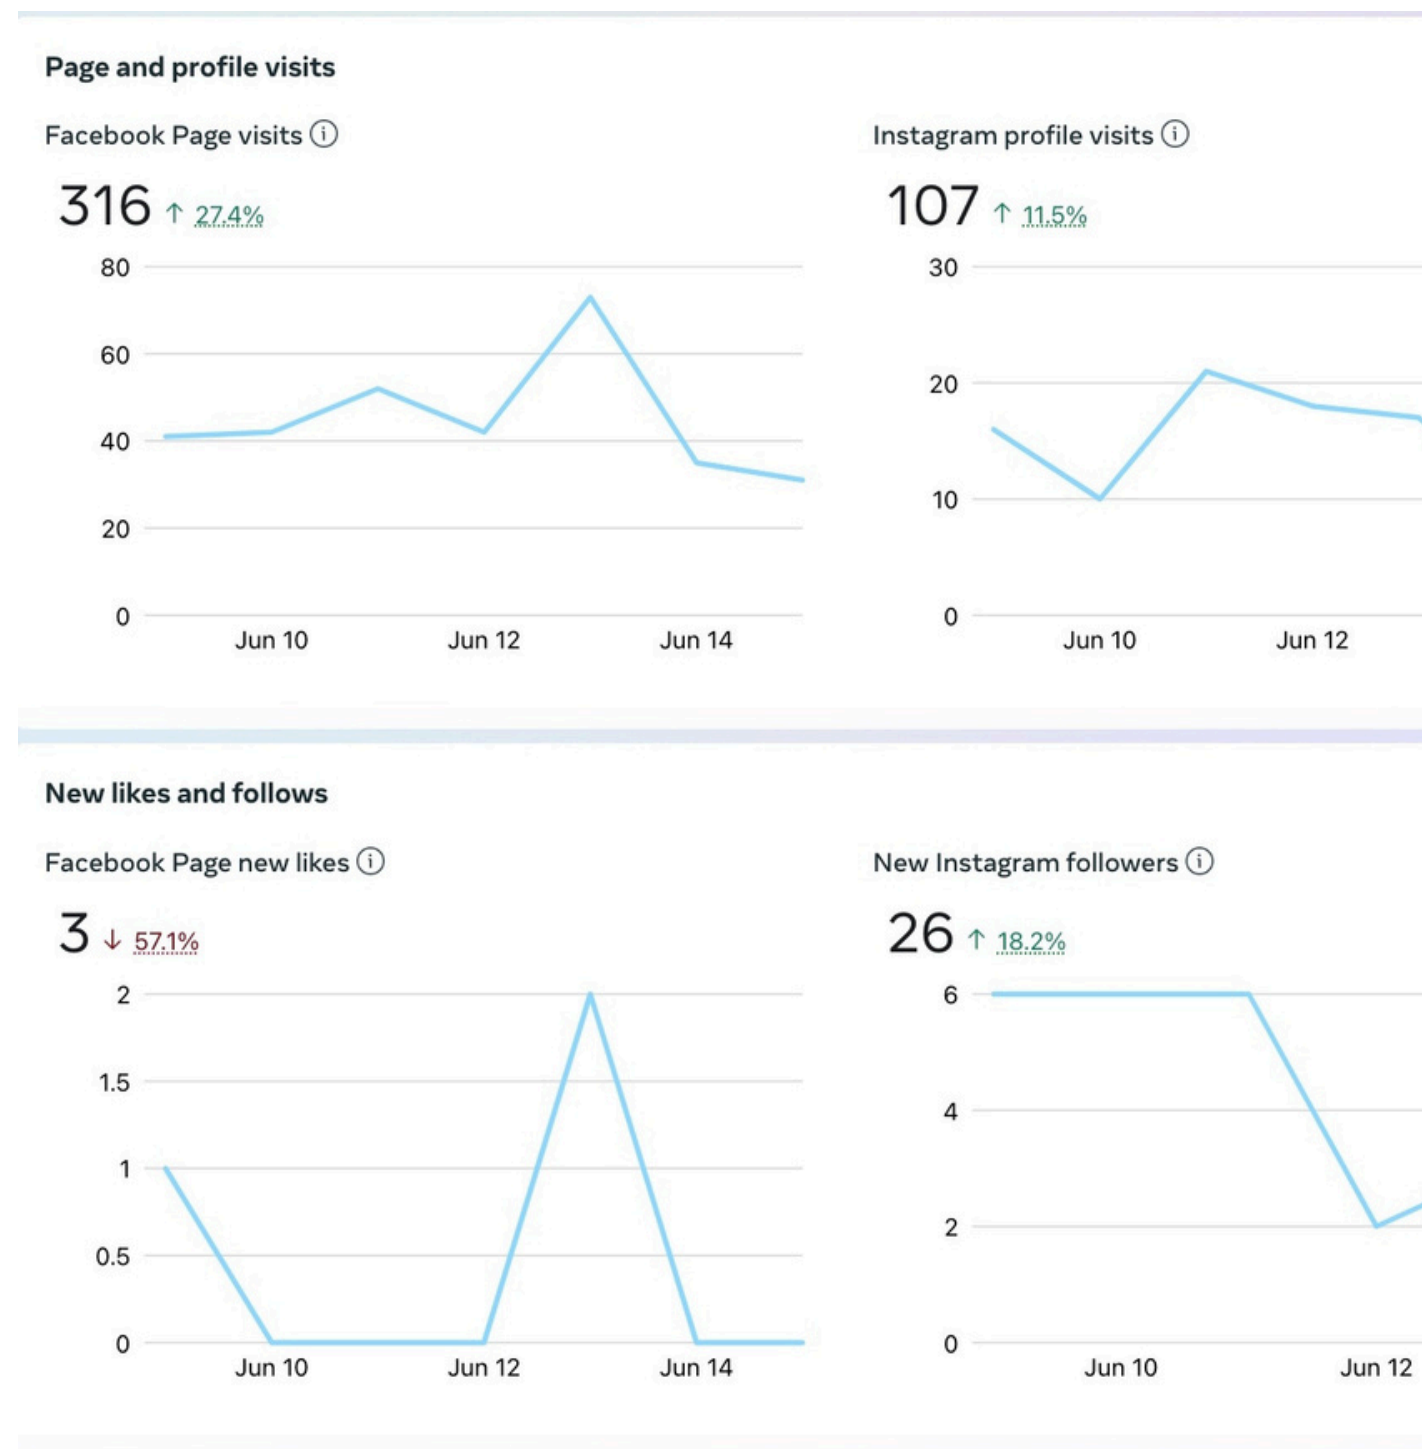 Page and profile visits
Facebook Page visits
316 ↑ 27.4%
80
60
40
20
0
Jun 10 Jun 12 Jun 14
Instagram profile visits
107 ↑ 11.5%
30
20
10
0
Jun 10 Jun 12
New likes and follows
Facebook Page new likes
3 ↓ 57.1%
2
1.5
1
0.5
0
Jun 10 Jun 12 Jun 14
New Instagram followers
26 ↑ 18.2%
6
4
2
0
Jun 10 Jun 12